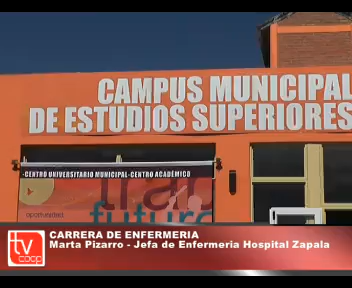 CAMPUS MUNICIPAL
DE ESTUDIOS SUPERIORES
-CENTRO UNIVERSITARIO MUNICIPAL-CENTRO ACADÉMICO
oportunidad
futuro
CARRERA DE ENFERMERIA
Marta Pizarro - Jefa de Enfermeria Hospital Zapala
tv
coop